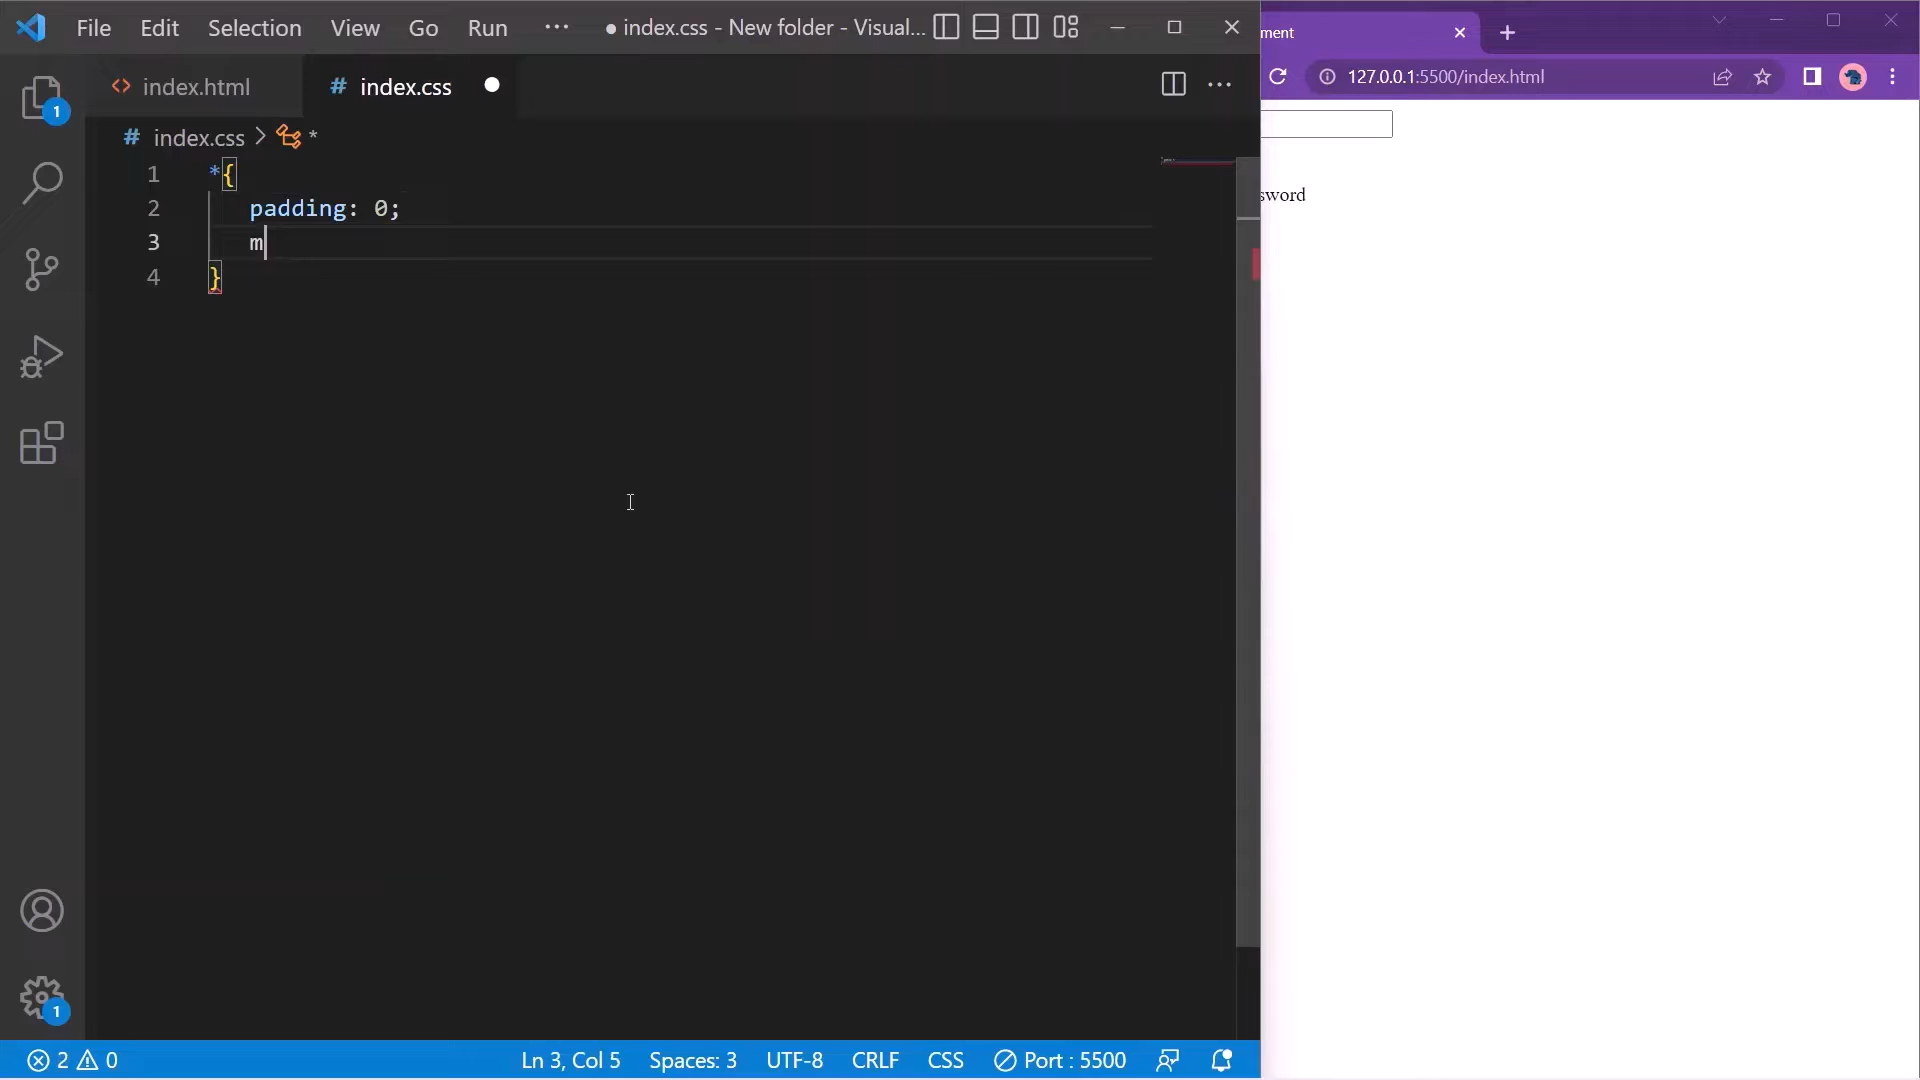 File Edit Selection View Go Run ··· ● index.css - New folder - Visual...
ment
index.html # index.css
127.0.0.1:5500/index.html
# index.css > *
1 *{
2 padding: 0;
3 m
4 }
sword
1
1
2 0 Ln 3, Col 5 Spaces: 3 UTF-8 CRLF CSS Port : 5500